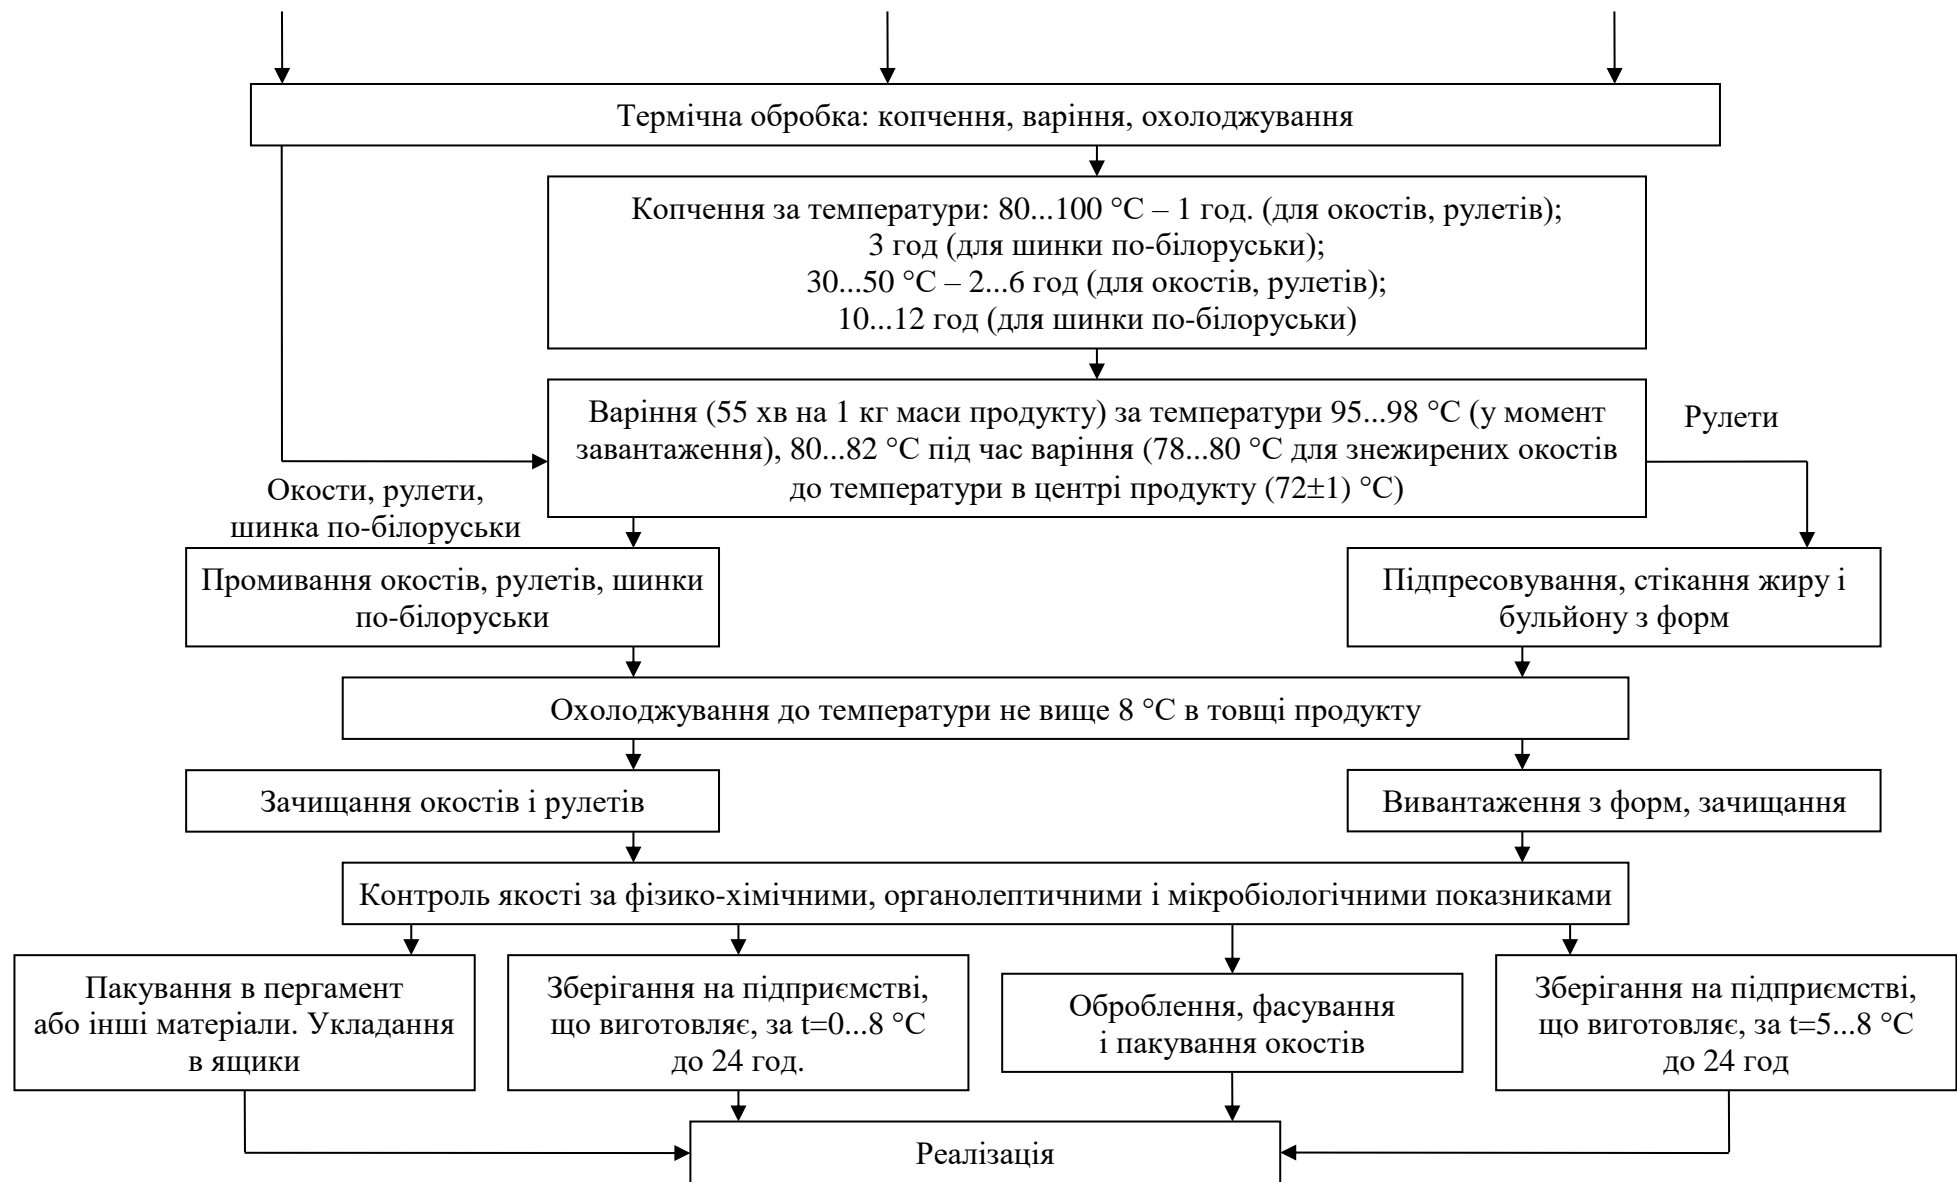 Термічна обробка: копчення, варіння, охолоджування
Копчення за температури: 80...100 °С – 1 год. (для окостів, рулетів);
3 год (для шинки по-білоруськи);
30...50 °С – 2...6 год (для окостів, рулетів);
10...12 год (для шинки по-білоруськи)
Варіння (55 хв на 1 кг маси продукту) за температури 95...98 °С (у момент
завантаження), 80...82 °С під час варіння (78...80 °С для знежирених окостів
до температури в центрі продукту (72±1) °С)
Рулети
Окости, рулети,
шинка по-білоруськи
Промивання окостів, рулетів, шинки
по-білоруськи
Підпресовування, стікання жиру і
бульйону з форм
Охолоджування до температури не вище 8 °С в товщі продукту
Зачищання окостів і рулетів
Вивантаження з форм, зачищання
Контроль якості за фізико-хімічними, органолептичними і мікробіологічними показниками
Пакування в пергамент
або інші матеріали. Укладання
в ящики
Зберігання на підприємстві,
що виготовляє, за t=0...8 °С
до 24 год.
Оброблення, фасування
і пакування окостів
Зберігання на підприємстві,
що виготовляє, за t=5...8 °С
до 24 год
Реалізація